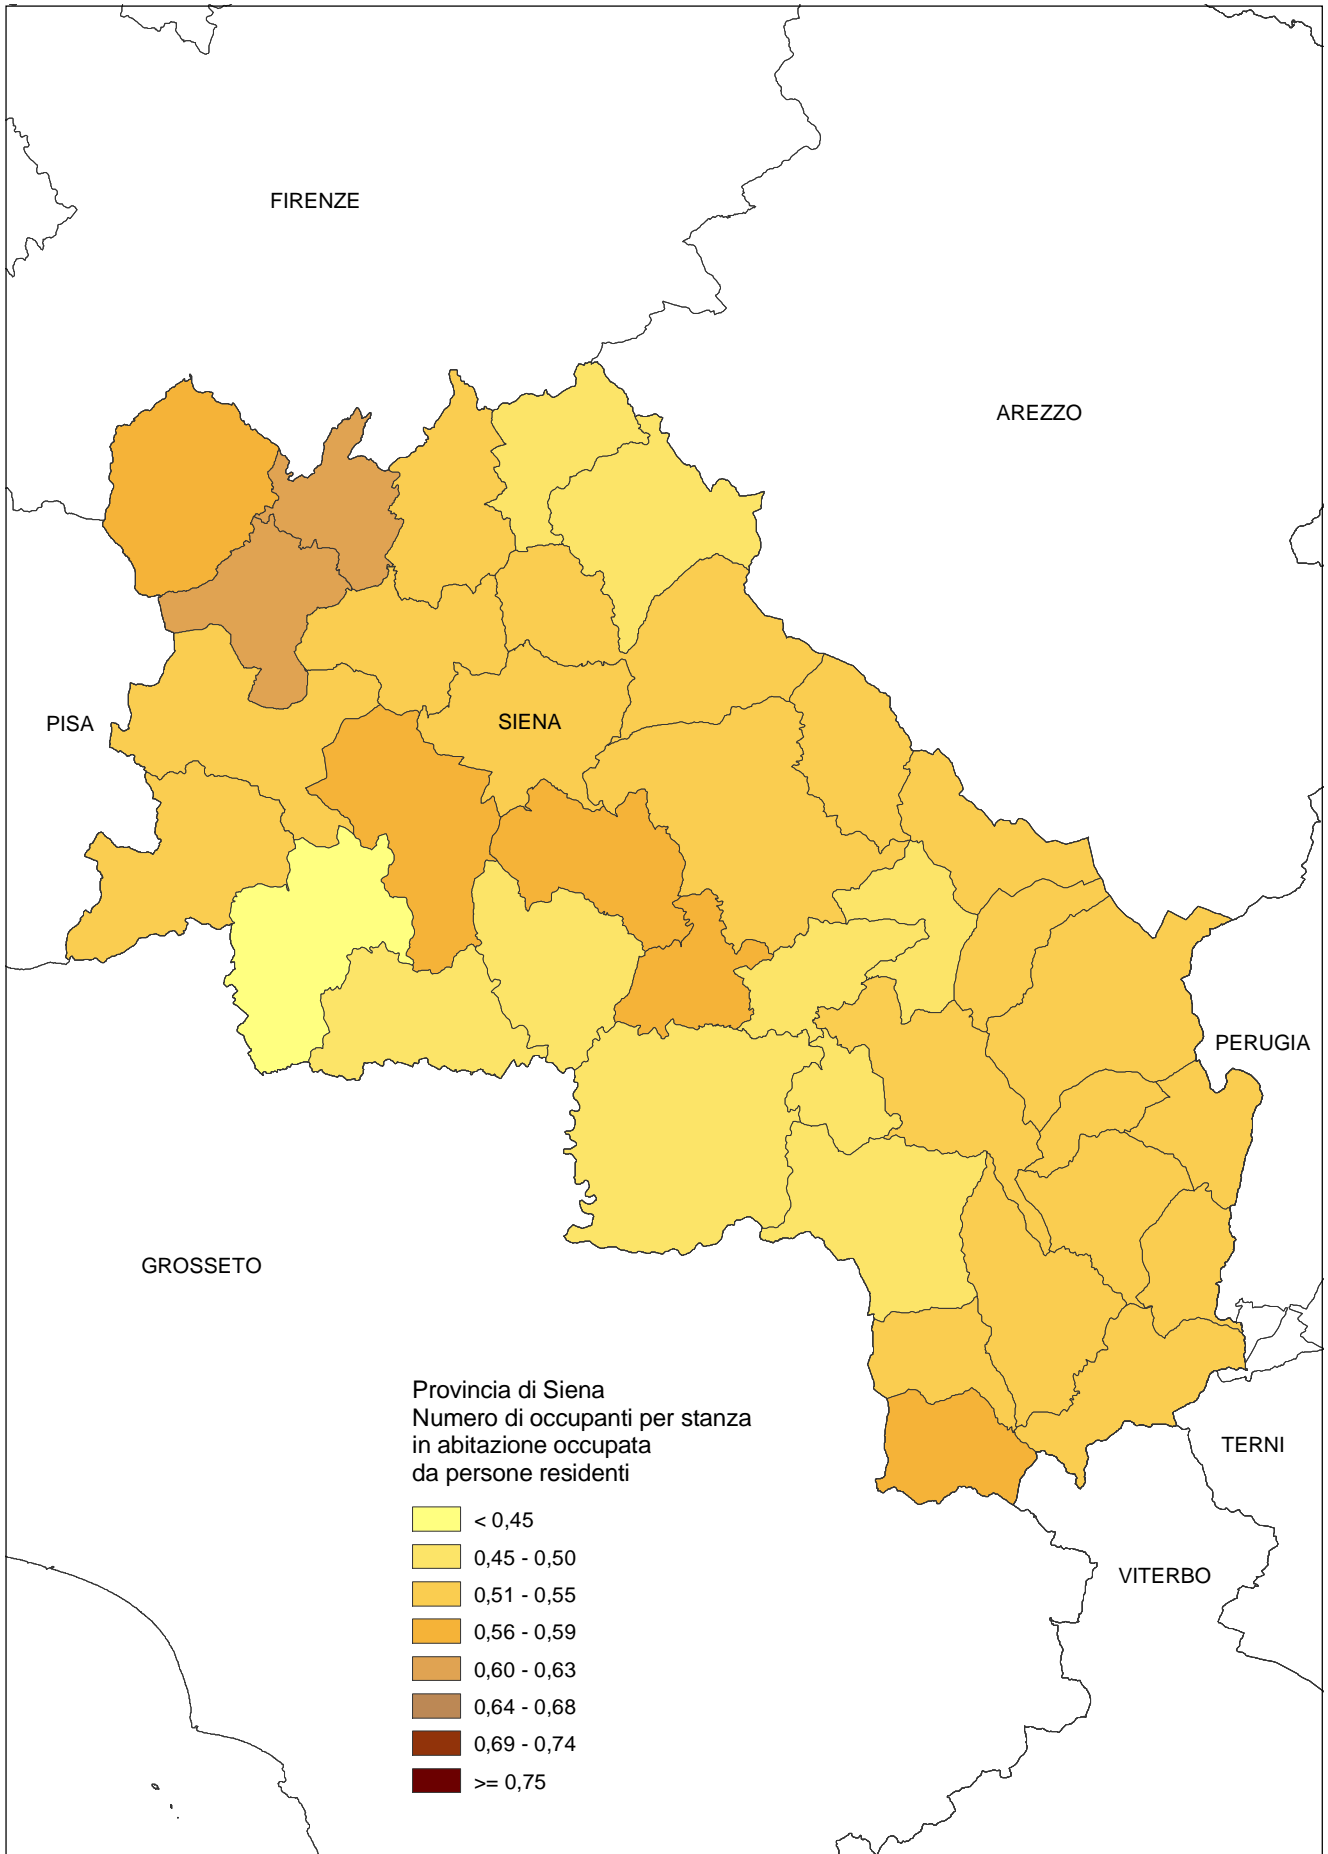 FIRENZE
AREZZO
PISA
SIENA
PERUGIA
GROSSETO
Provincia di Siena
Numero di occupanti per stanza
in abitazione occupata
da persone residenti
TERNI
< 0,45
0,45 - 0,50
VITERBO
0,51 - 0,55
0,56 - 0,59
0,60 - 0,63
0,64 - 0,68
0,69 - 0,74
>= 0,75